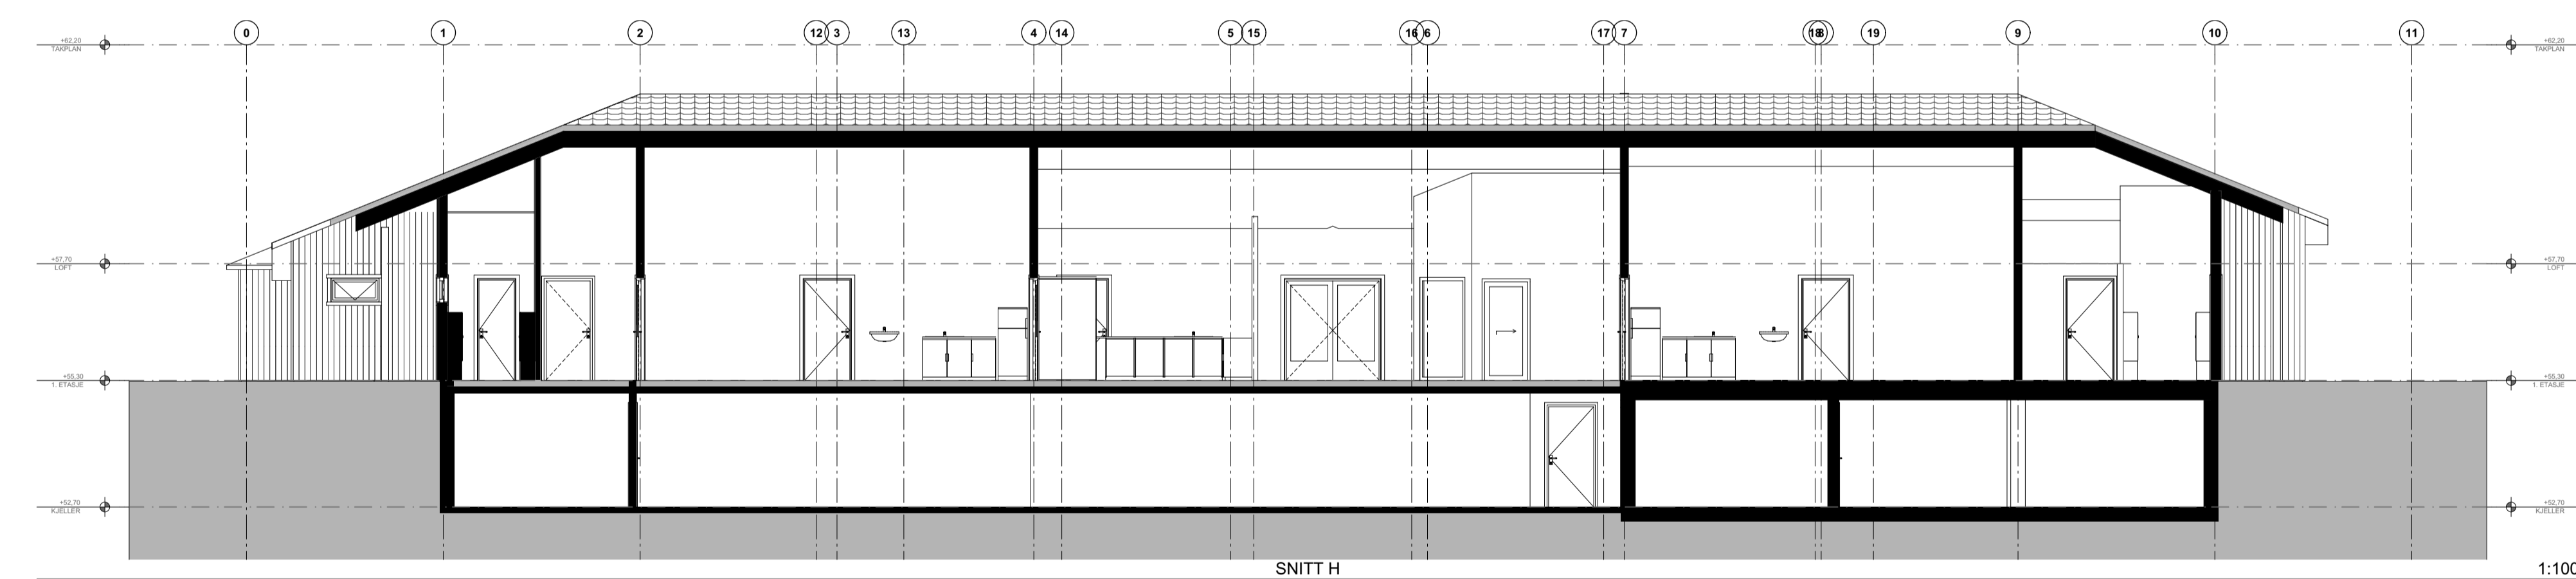 0 1 2 12 3 13 4 14 5 15 16 6 17 7 18 8 19 9 10 11
+62,20 +62,20
TAKPLAN TAKPLAN
+57,70 +57,70
LOFT LOFT
+55,30 +55,30
1. ETASJE 1. ETASJE
+52,70 +52,70
KJELLER KJELLER
SNITT H 1:100